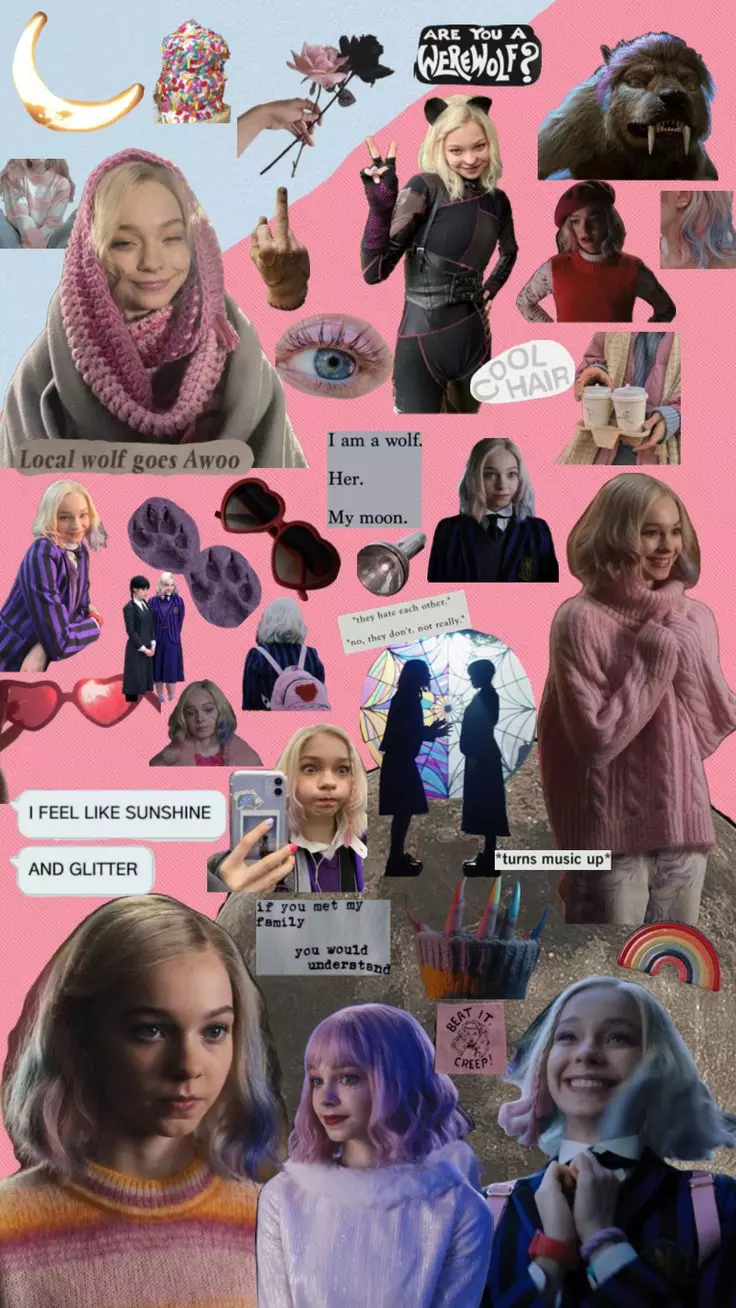 ARE YOU A
WEREWOLF?
COOL
HAIR
Local wolf goes Awoo
I am a wolf.
Her.
My moon.
"they hate each other."
"no, they don't. not really."
I FEEL LIKE SUNSHINE
AND GLITTER
*turns music up*
if you met my
family
you would
understand
BEAT IT,
CREEP!